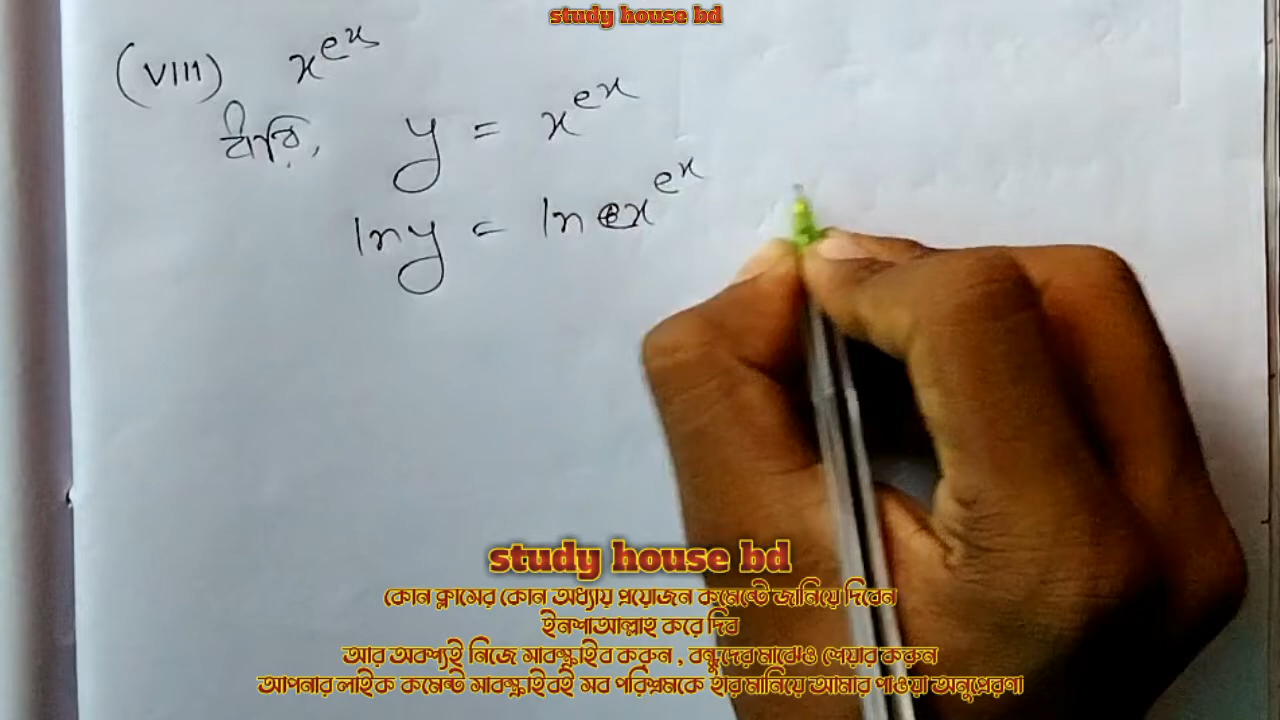 study house bd
(VIII) x^{e^x}
ধরি, y = x^{e^x}
ln y = ln x^{e^x}
study house bd
কোন ক্লাসের কোন অধ্যায় প্রয়োজন কমেন্টে জানিয়ে দিবেন
ইনশাআল্লাহ করে দিব
আর অবশ্যই নিজে সাবস্ক্রাইব করুন , বন্ধুদের মাঝেও শেয়ার করুন
আপনার লাইক কমেন্ট সাবস্ক্রাইবই সব পরিশ্রমকে হার মানিয়ে আমার পাওয়া অনুপ্রেরণা